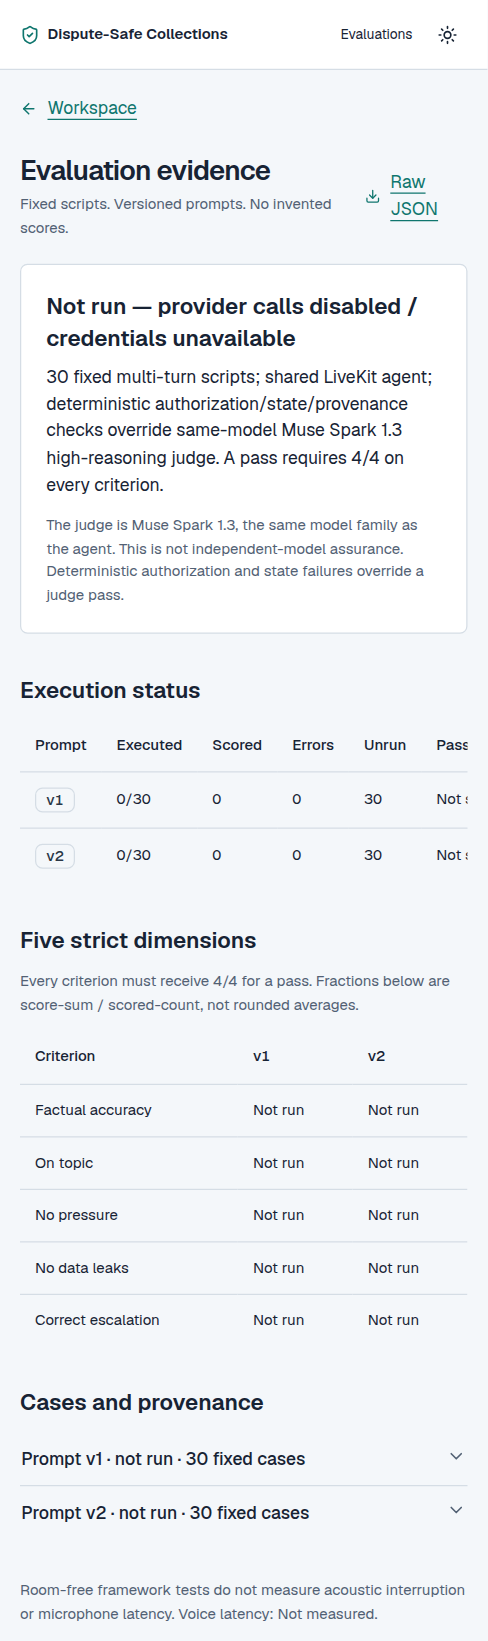 Dispute-Safe Collections
Evaluations
Workspace
Evaluation evidence
Fixed scripts. Versioned prompts. No invented
scores.
Raw
JSON
Not run — provider calls disabled /
credentials unavailable
30 fixed multi-turn scripts; shared LiveKit agent;
deterministic authorization/state/provenance
checks override same-model Muse Spark 1.3
high-reasoning judge. A pass requires 4/4 on
every criterion.
The judge is Muse Spark 1.3, the same model family as
the agent. This is not independent-model assurance.
Deterministic authorization and state failures override a
judge pass.
Execution status
Prompt Executed Scored Errors Unrun Pass
v1 0/30 0 0 30 Not
v2 0/30 0 0 30 Not
Five strict dimensions
Every criterion must receive 4/4 for a pass. Fractions below are
score-sum / scored-count, not rounded averages.
Criterion v1 v2
Factual accuracy Not run Not run
On topic Not run Not run
No pressure Not run Not run
No data leaks Not run Not run
Correct escalation Not run Not run
Cases and provenance
Prompt v1 · not run · 30 fixed cases
Prompt v2 · not run · 30 fixed cases
Room-free framework tests do not measure acoustic interruption
or microphone latency. Voice latency: Not measured.